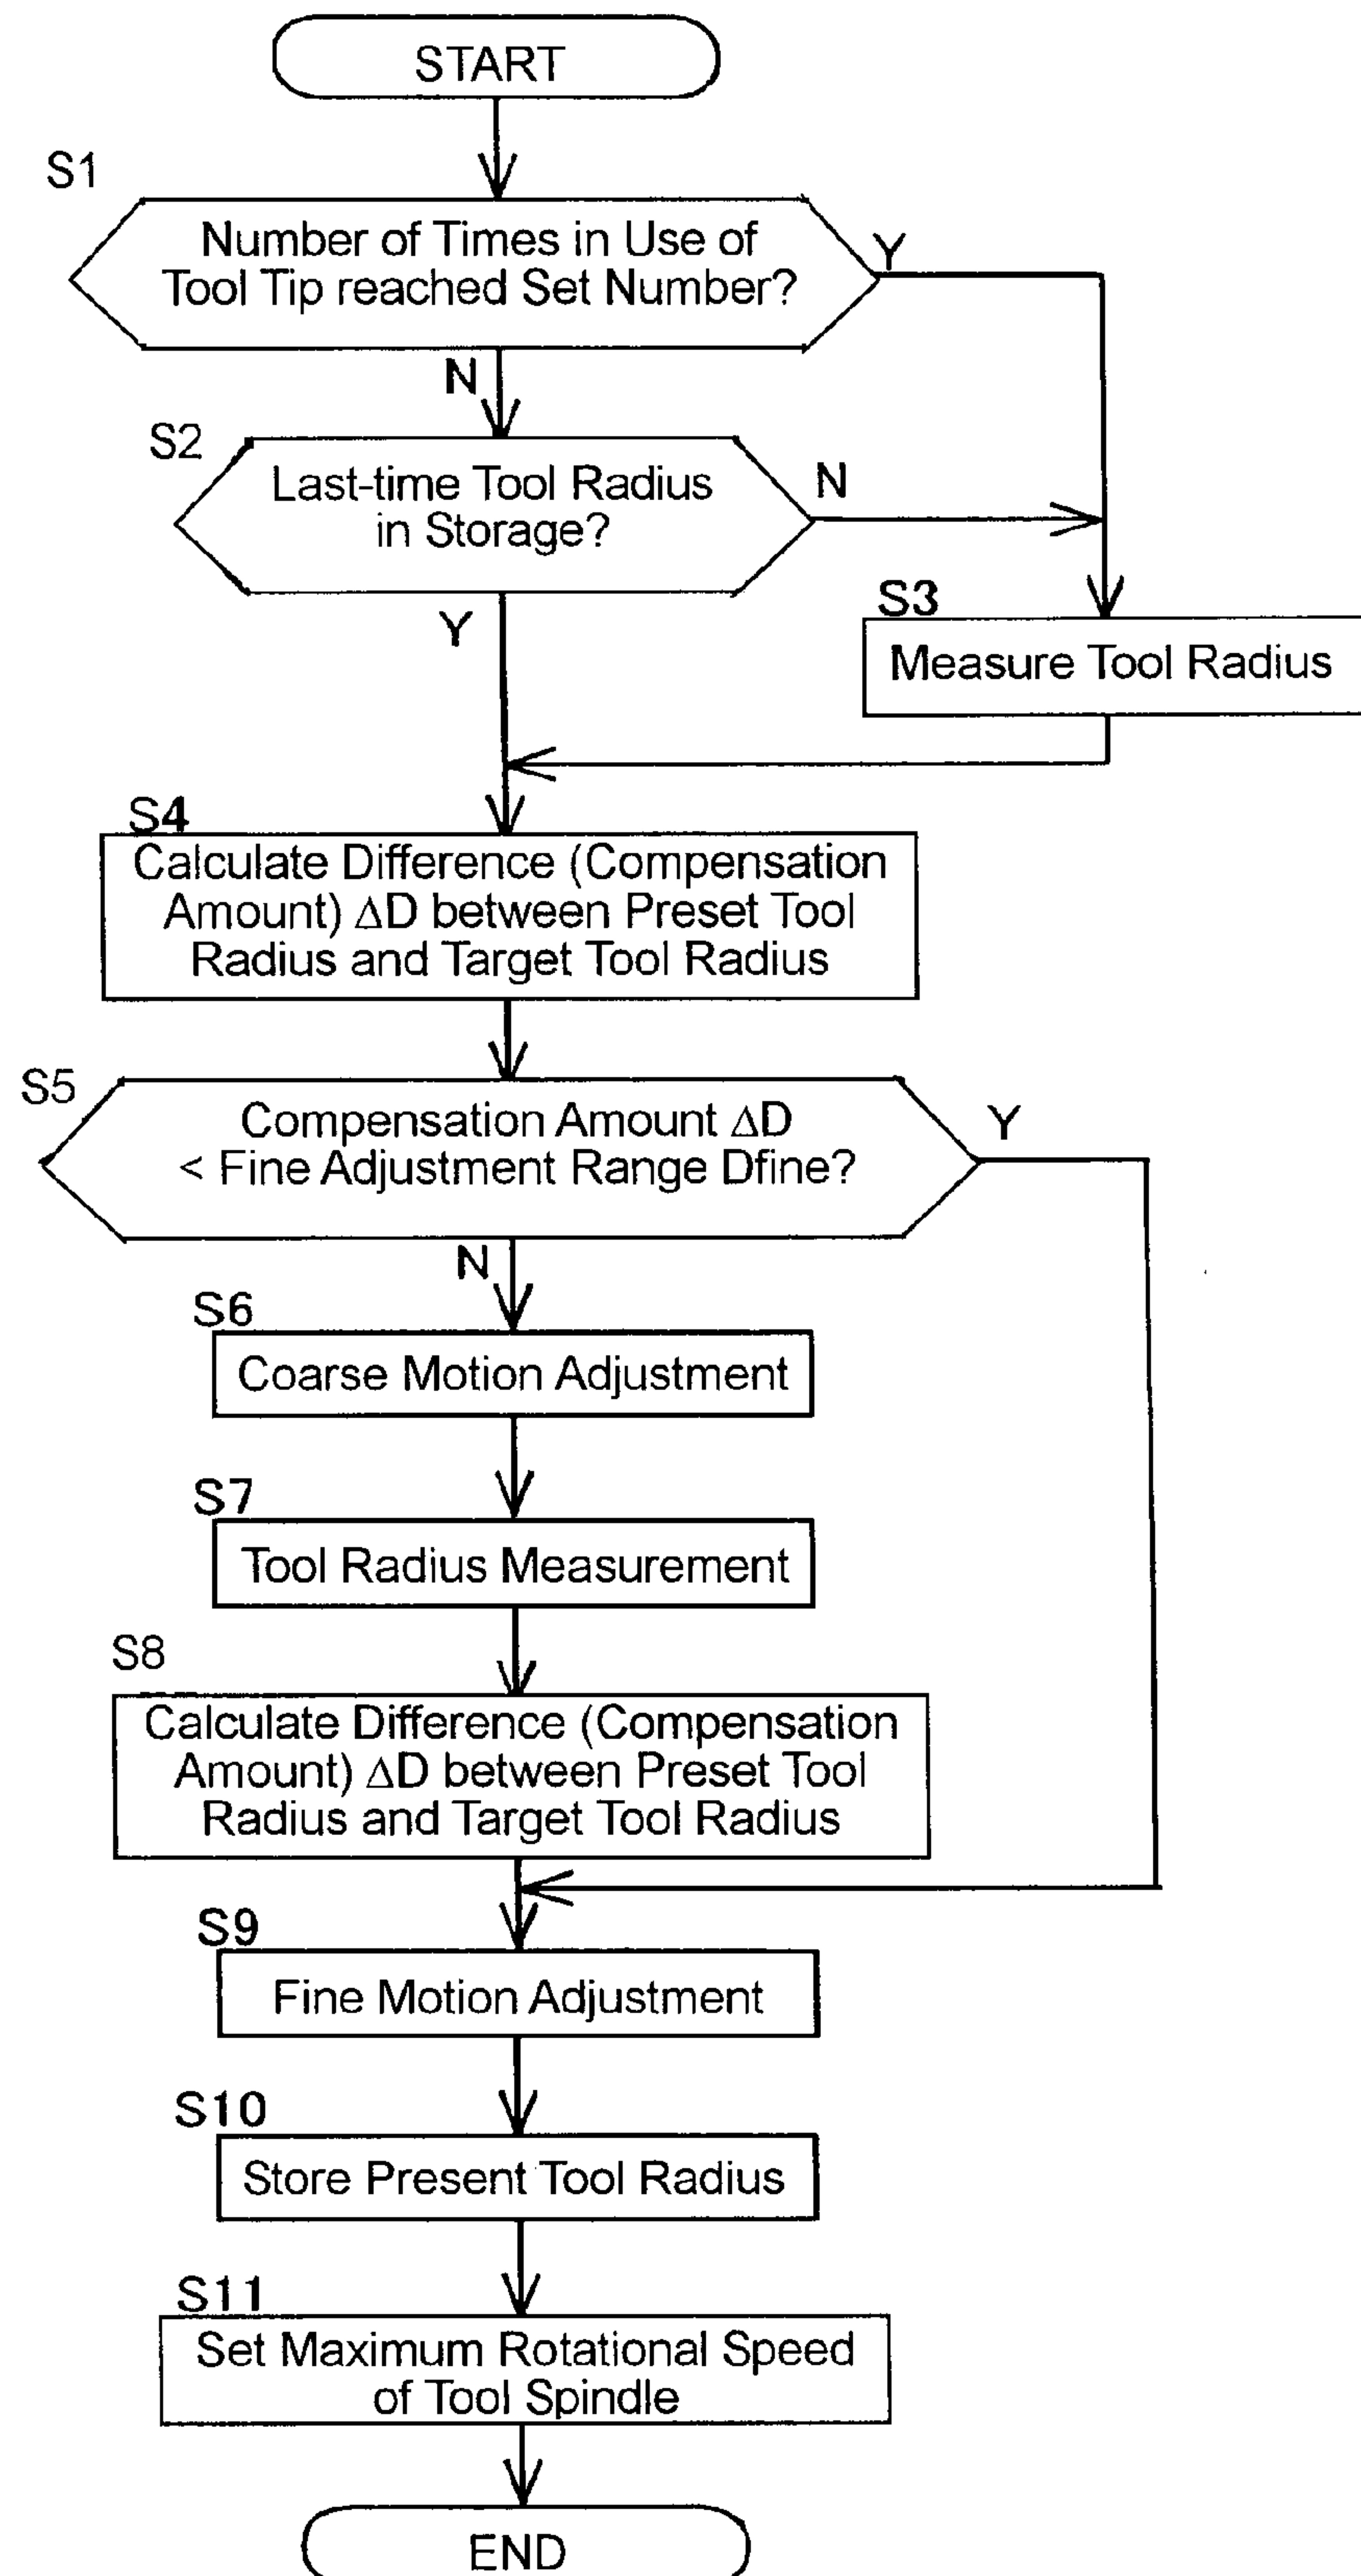 START
S1
Number of Times in Use of
Tool Tip reached Set Number?
Y
N
S2
Last-time Tool Radius
in Storage?
N
Y
S3
Measure Tool Radius
S4
Calculate Difference (Compensation
Amount) ΔD between Preset Tool
Radius and Target Tool Radius
S5
Compensation Amount ΔD
< Fine Adjustment Range Dfine?
Y
N
S6
Coarse Motion Adjustment
S7
Tool Radius Measurement
S8
Calculate Difference (Compensation
Amount) ΔD between Preset Tool
Radius and Target Tool Radius
S9
Fine Motion Adjustment
S10
Store Present Tool Radius
S11
Set Maximum Rotational Speed
of Tool Spindle
END